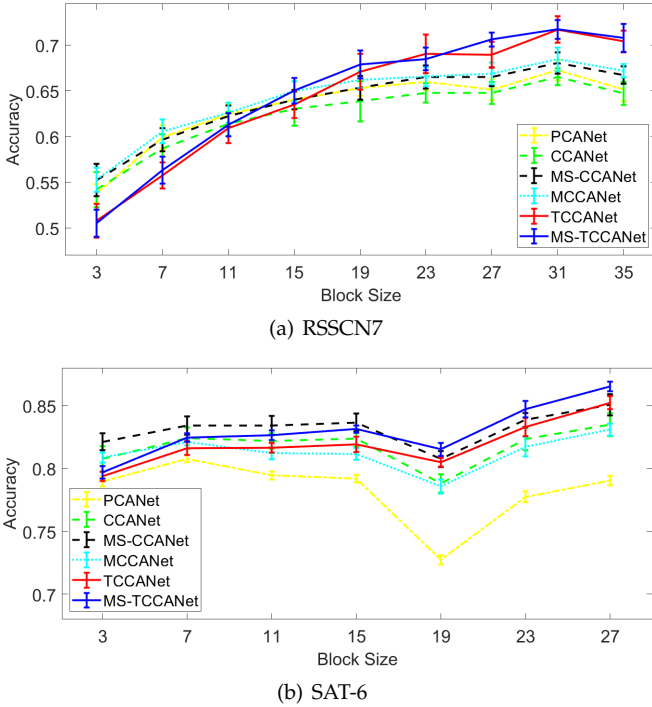 0.7
0.65
0.6
0.55
0.5
Accuracy
PCANet
CCANet
MS-CCANet
MCCANet
TCCANet
MS-TCCANet
3 7 11 15 19 23 27 31 35
Block Size
(a) RSSCN7
0.85
0.8
0.75
0.7
Accuracy
PCANet
CCANet
MS-CCANet
MCCANet
TCCANet
MS-TCCANet
3 7 11 15 19 23 27
Block Size
(b) SAT-6